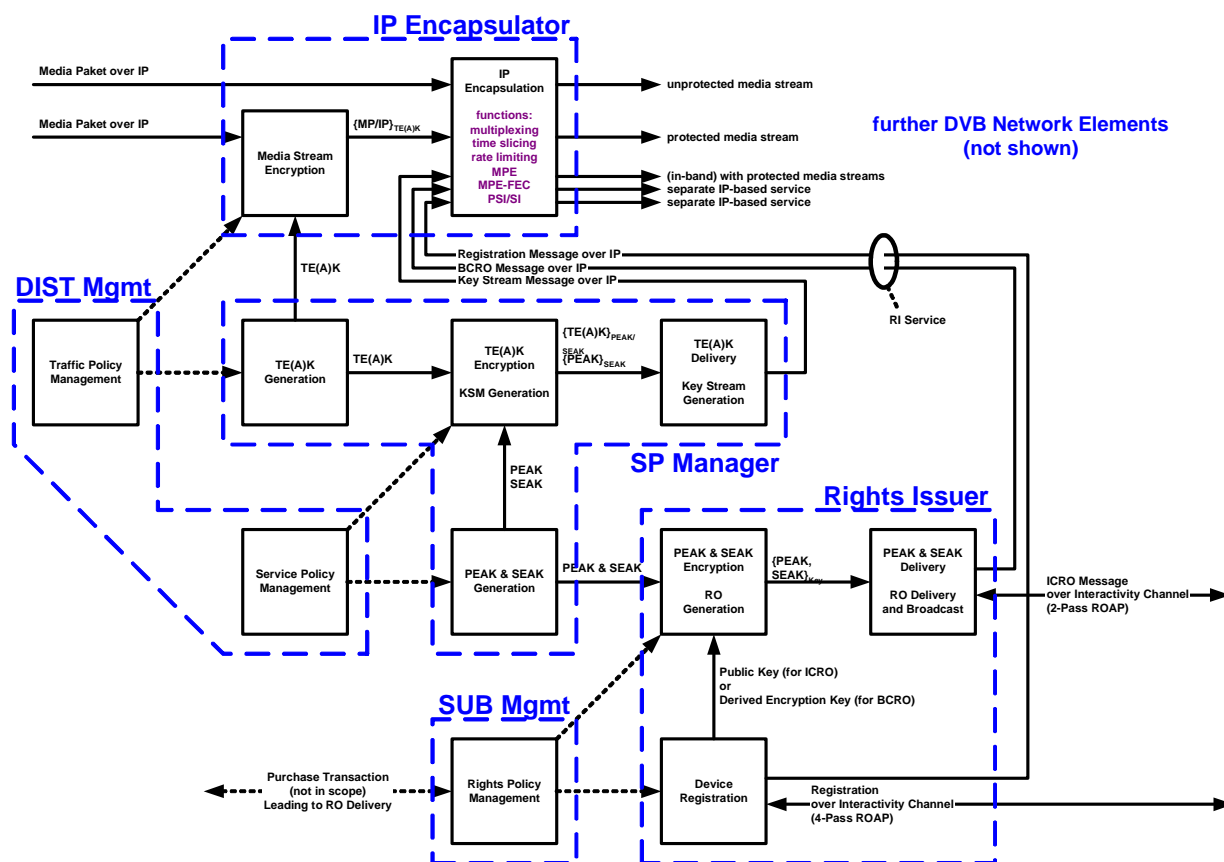 IP Encapsulator
Media Paket over IP
Media Paket over IP
Media Stream
Encryption
{MP/IP}TE(A)K
IP
Encapsulation
functions:
multiplexing
time slicing
rate limiting
MPE
MPE-FEC
PSI/SI
unprotected media stream
protected media stream
(in-band) with protected media streams
separate IP-based service
separate IP-based service
further DVB Network Elements
(not shown)
Registration Message over IP
BCRO Message over IP
Key Stream Message over IP
RI Service
TE(A)K
DIST Mgmt
Traffic Policy
Management
TE(A)K
Generation
TE(A)K
TE(A)K
Encryption
KSM Generation
{TE(A)K}PEAK/
SEAK
{PEAK}SEAK
TE(A)K
Delivery
Key Stream
Generation
SP Manager
PEAK
SEAK
Service Policy
Management
PEAK & SEAK
Generation
PEAK & SEAK
Rights Issuer
PEAK & SEAK
Encryption
RO
Generation
{PEAK,
SEAK}Key
PEAK & SEAK
Delivery
RO Delivery
and Broadcast
ICRO Message
over Interactivity Channel
(2-Pass ROAP)
Public Key (for ICRO)
or
Derived Encryption Key (for BCRO)
SUB Mgmt
Purchase Transaction
(not in scope)
Leading to RO Delivery
Rights Policy
Management
Device
Registration
Registration
over Interactivity Channel
(4-Pass ROAP)